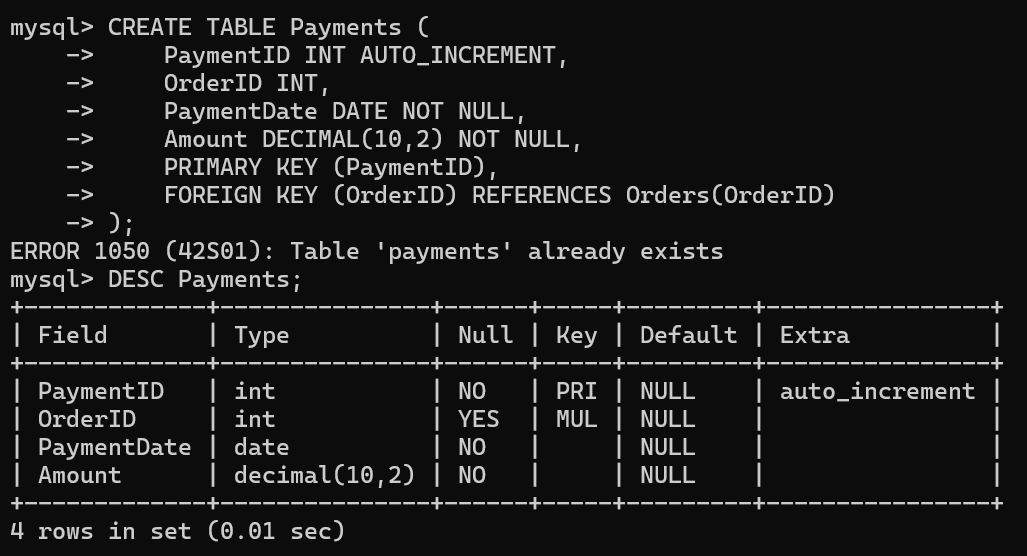 mysql> CREATE TABLE Payments (
    ->     PaymentID INT AUTO_INCREMENT,
    ->     OrderID INT,
    ->     PaymentDate DATE NOT NULL,
    ->     Amount DECIMAL(10,2) NOT NULL,
    ->     PRIMARY KEY (PaymentID),
    ->     FOREIGN KEY (OrderID) REFERENCES Orders(OrderID)
    -> );
ERROR 1050 (42S01): Table 'payments' already exists
mysql> DESC Payments;
+-------------+---------------+------+-----+---------+----------------+
| Field       | Type          | Null | Key | Default | Extra          |
+-------------+---------------+------+-----+---------+----------------+
| PaymentID   | int           | NO   | PRI | NULL    | auto_increment |
| OrderID     | int           | YES  | MUL | NULL    |                |
| PaymentDate | date          | NO   |     | NULL    |                |
| Amount      | decimal(10,2) | NO   |     | NULL    |                |
+-------------+---------------+------+-----+---------+----------------+
4 rows in set (0.01 sec)